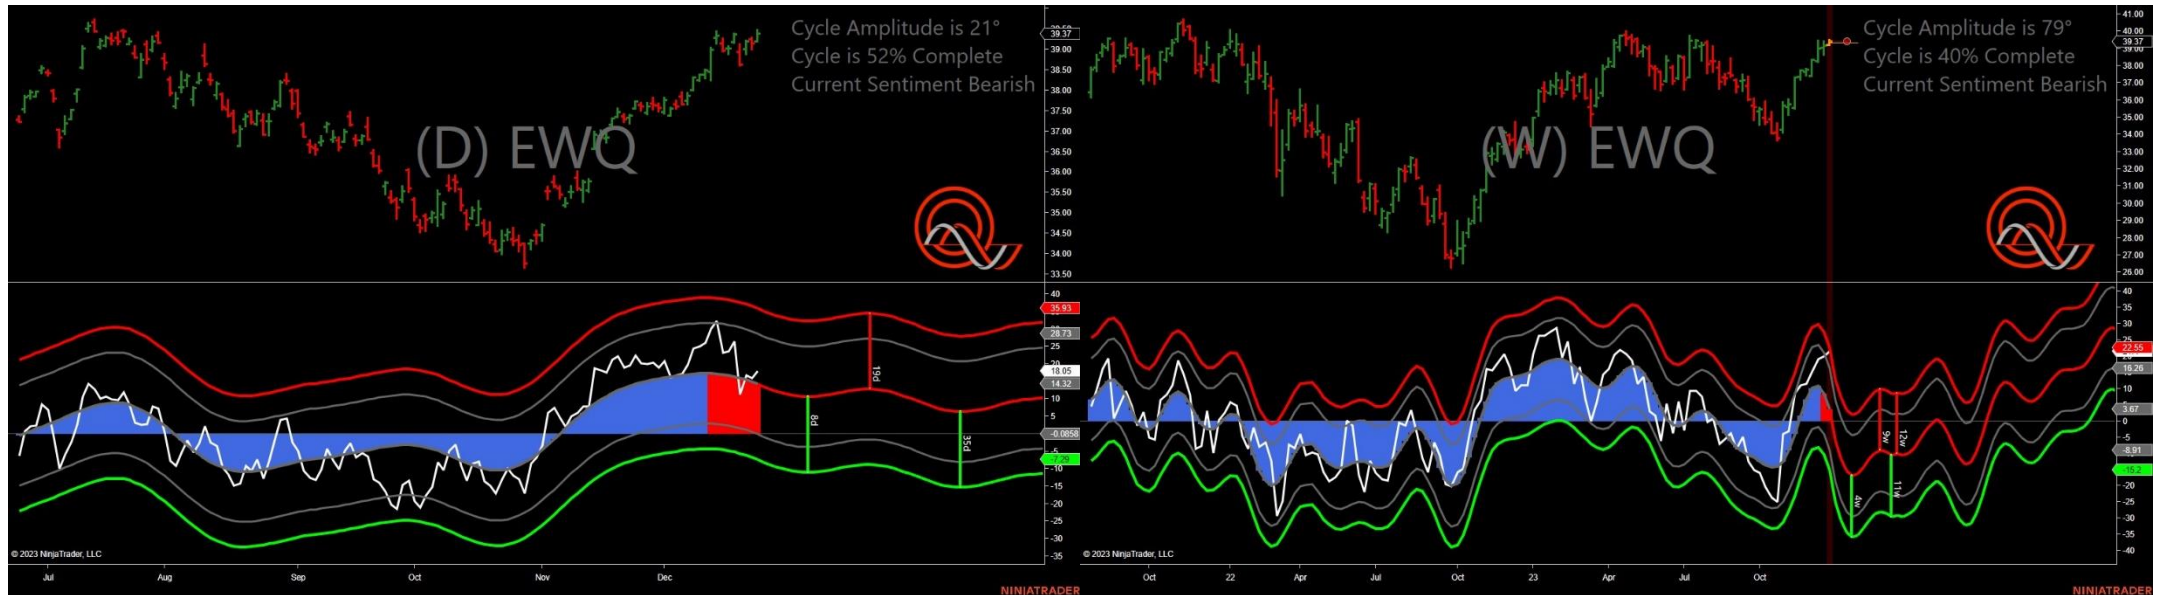 Cycle Amplitude is 21°
Cycle is 52% Complete
Current Sentiment Bearish
(D) EWQ
39.37
39.00
38.50
38.00
37.50
37.00
36.50
36.00
35.50
35.00
34.50
34.00
33.50
40
35.93
28.73
25
20
18.05
14.32
10
5
-0.0858
-7.29
-10
-15
-20
-25
-30
-35
8d
19d
35d
© 2023 NinjaTrader, LLC
Jul
Aug
Sep
Oct
Nov
Dec
NINJATRADER
Cycle Amplitude is 79°
Cycle is 40% Complete
Current Sentiment Bearish
(W) EWQ
41.00
40.00
39.37
39.00
38.00
37.00
36.00
35.00
34.00
33.00
32.00
31.00
30.00
29.00
28.00
27.00
26.00
40
35
30
25
22.55
16.26
10
5
3.67
0
-5
-8.91
-15.2
-20
-25
-30
-35
-40
4w
9w
11w
12w
© 2023 NinjaTrader, LLC
Oct
22
Apr
Jul
Oct
23
Apr
Jul
Oct
NINJATRADER